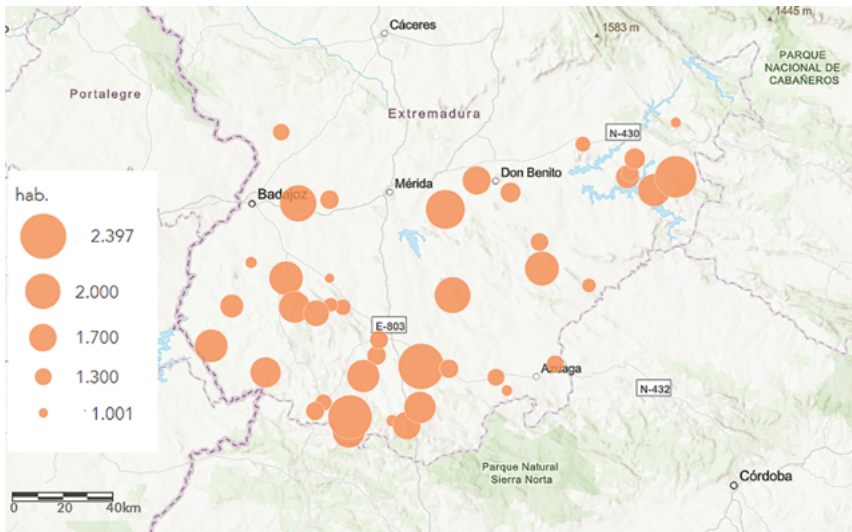 1445 m
Cáceres
1583 m
PARQUE
NACIONAL DE
CABAÑEROS
Portalegre
Extremadura
N-430
Don Benito
Mérida
Badajoz
hab.
2.397
2.000
1.700
1.300
1.001
E-803
Azuaga
N-432
Parque Natural
Sierra Norte
Córdoba
0
20
40km